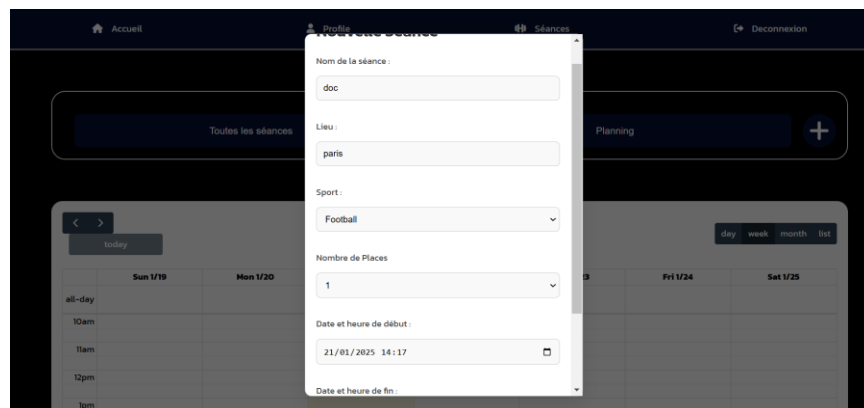 Accueil
Profile
Séances
Deconnexion
Nouvelle Séance
Nom de la séance :
doc
Toutes les séances
Lieu :
Planning
paris
Sport :
Football
today
day week month list
Nombre de Places
Sun 1/19
Mon 1/20
1
Fri 1/24
Sat 1/25
all-day
10am
11am
12pm
1pm
Date et heure de début :
21/01/2025 14:17
Date et heure de fin :